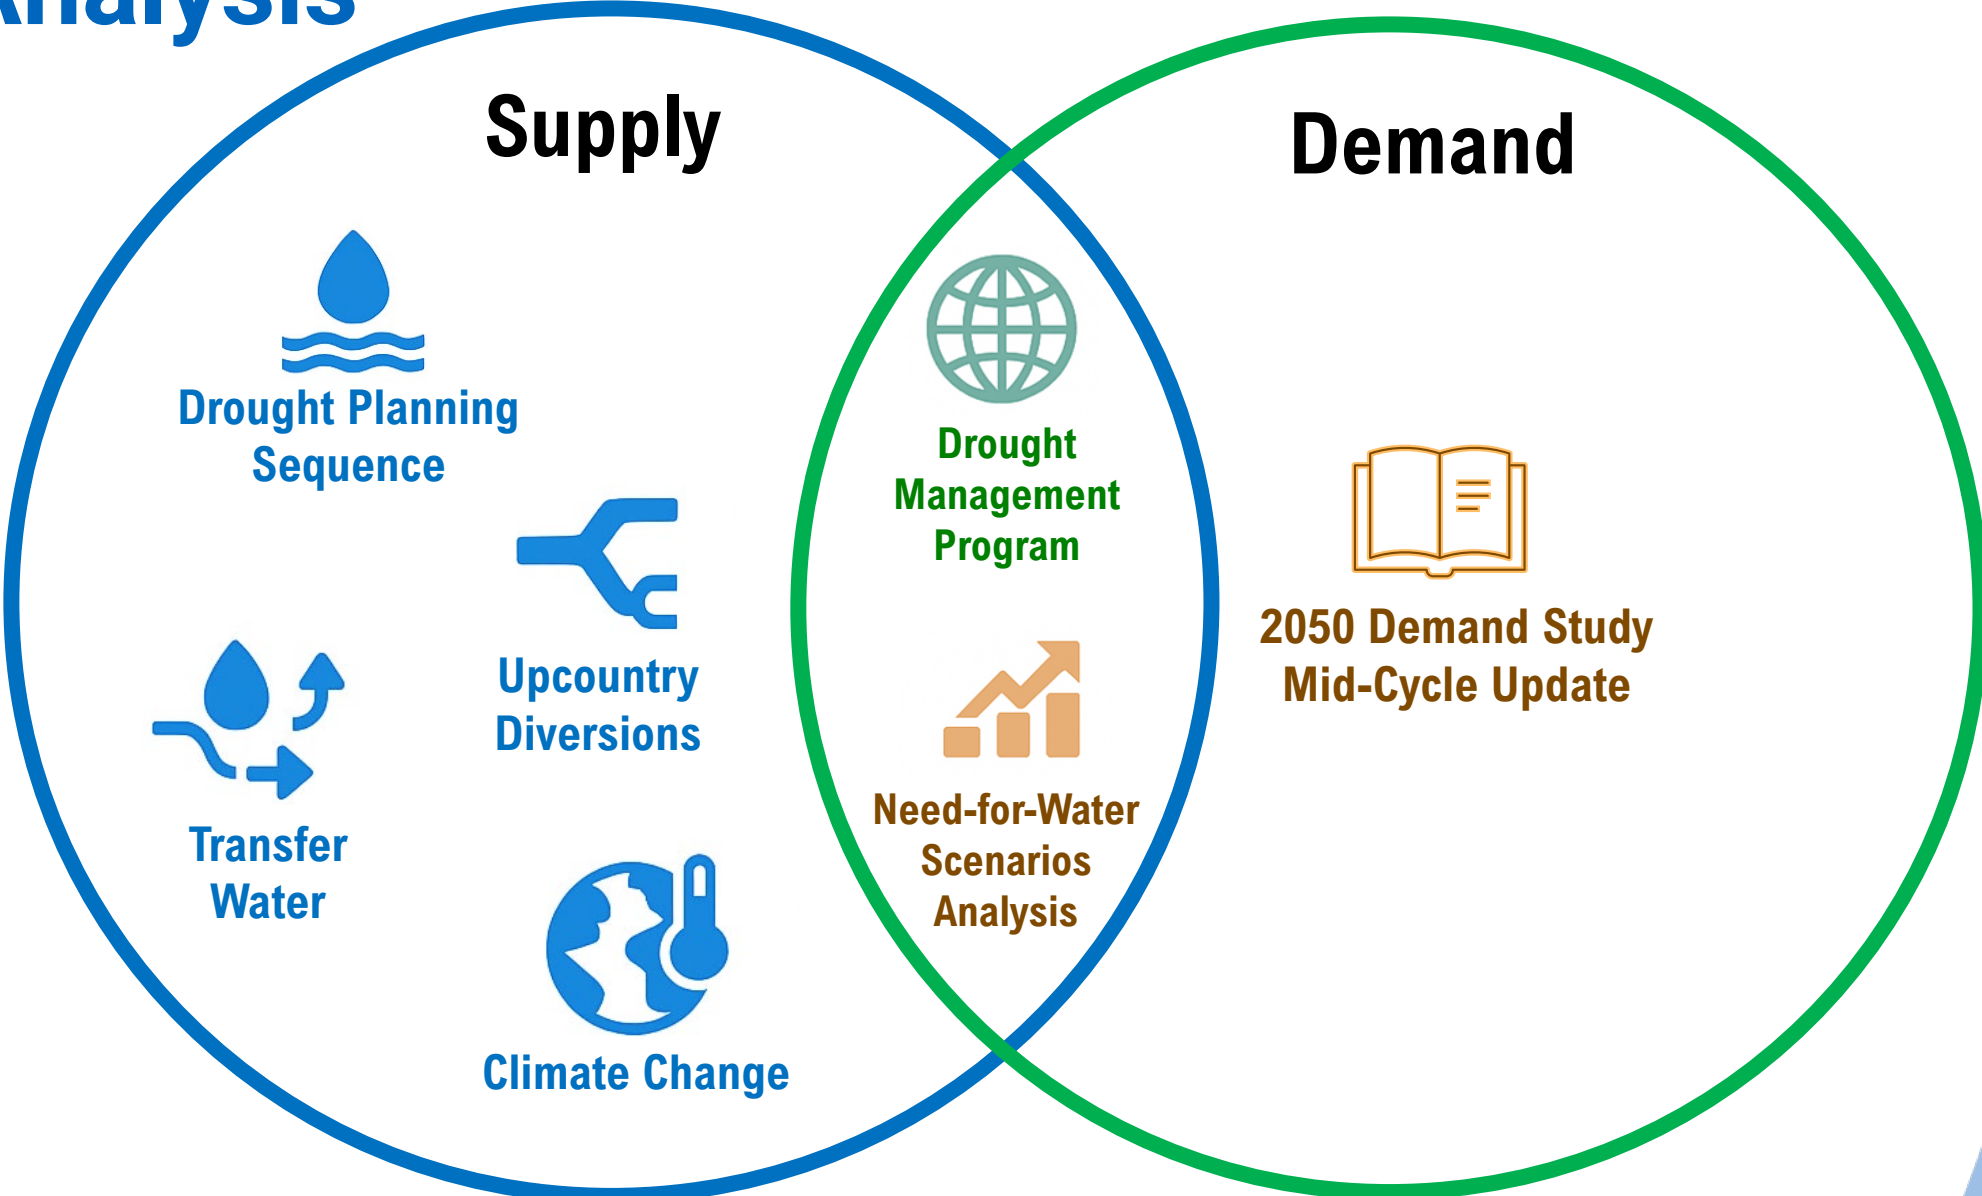 Analysis
Supply
Demand
Drought Planning
Sequence
Upcountry
Diversions
Transfer
Water
Climate Change
Drought
Management
Program
Need-for-Water
Scenarios
Analysis
2050 Demand Study
Mid-Cycle Update